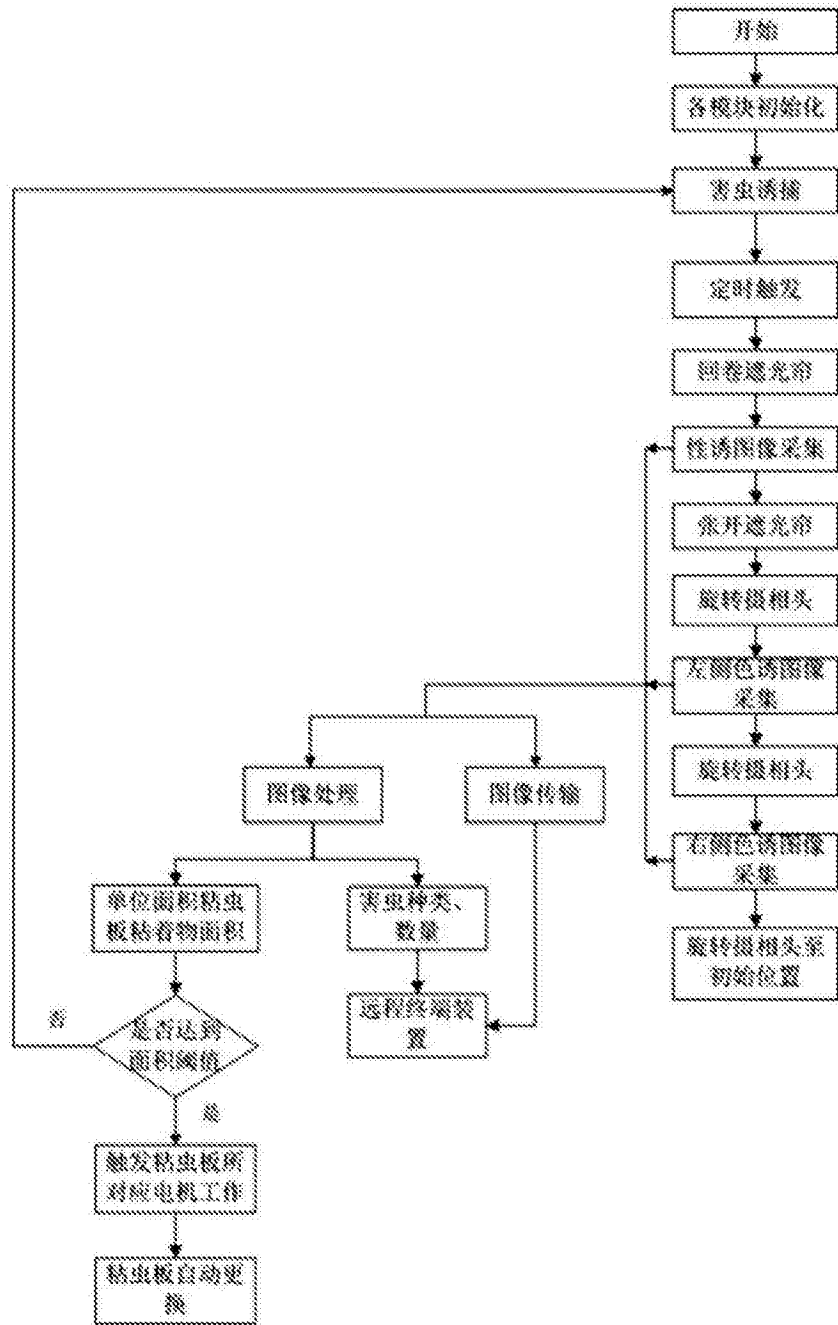 开始
各模块初始化
害虫诱捕
定时触发
回卷遮光帘
性诱图像采集
张开遮光帘
旋转摄相头
左侧色诱图像
采集
旋转摄相头
右侧色诱图像
采集
旋转摄相头至
初始位置
图像处理
图像传输
单位面积粘虫
板粘着物面积
害虫种类、
数量
远程终端装
置
否
是否达到
面积阈值
是
触发粘虫板所
对应电机工作
粘虫板自动更
换